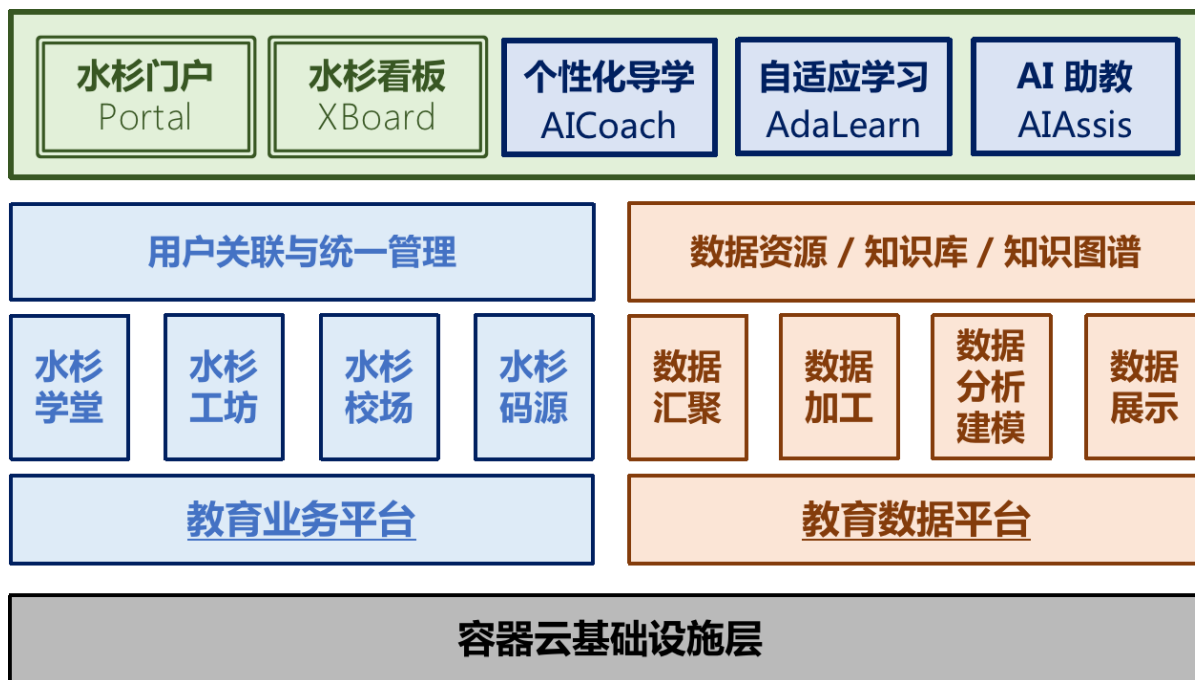 水杉门户
Portal
水杉看板
XBoard
个性化导学
AICoach
自适应学习
AdaLearn
AI 助教
AIAssis
用户关联与统一管理
数据资源 / 知识库 / 知识图谱
水杉
学堂
水杉
工坊
水杉
校场
水杉
码源
数据
汇聚
数据
加工
数据
分析
建模
数据
展示
教育业务平台
教育数据平台
容器云基础设施层